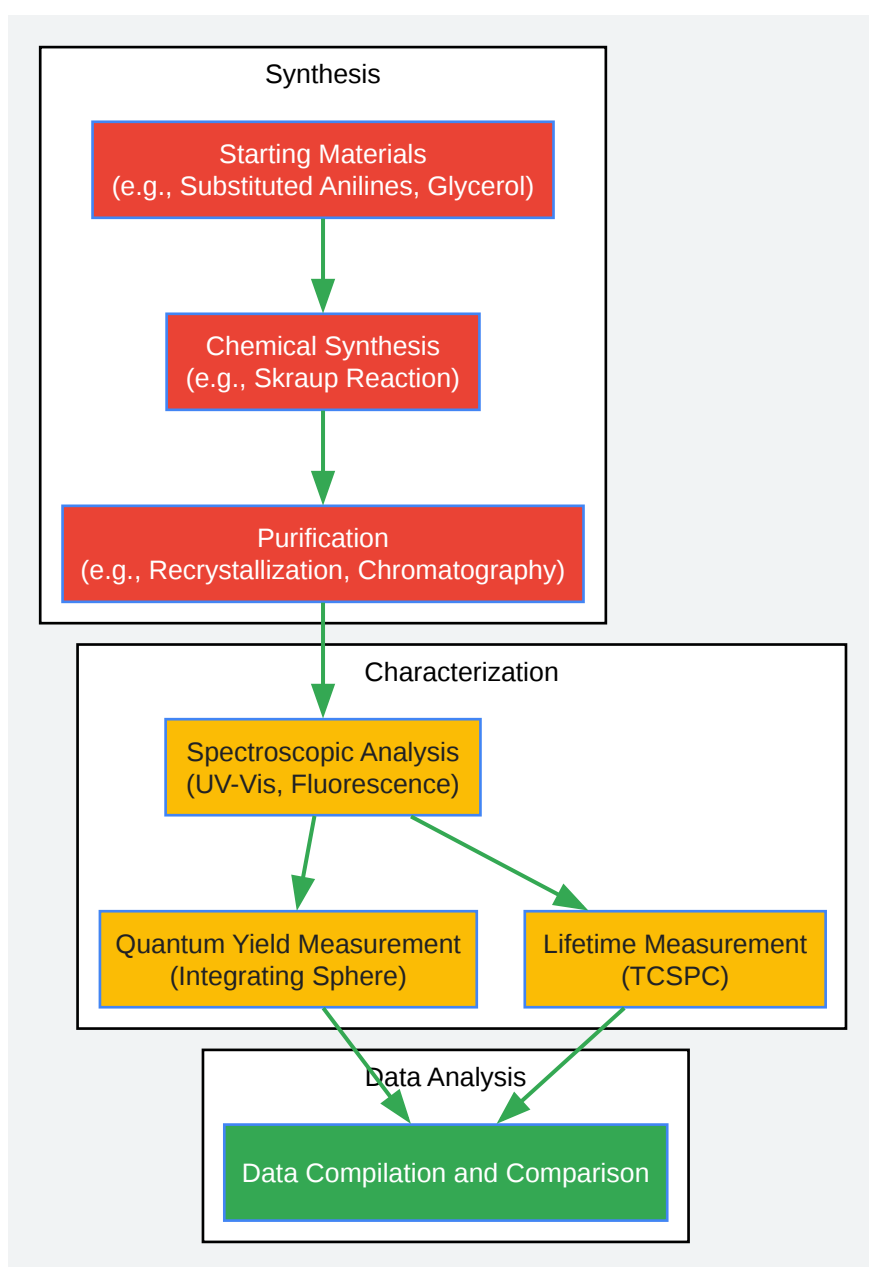 Synthesis
Starting Materials
(e.g., Substituted Anilines, Glycerol)
Chemical Synthesis
(e.g., Skraup Reaction)
Purification
(e.g., Recrystallization, Chromatography)
Characterization
Spectroscopic Analysis
(UV-Vis, Fluorescence)
Quantum Yield Measurement
(Integrating Sphere)
Lifetime Measurement
(TCSPC)
Data Analysis
Data Compilation and Comparison